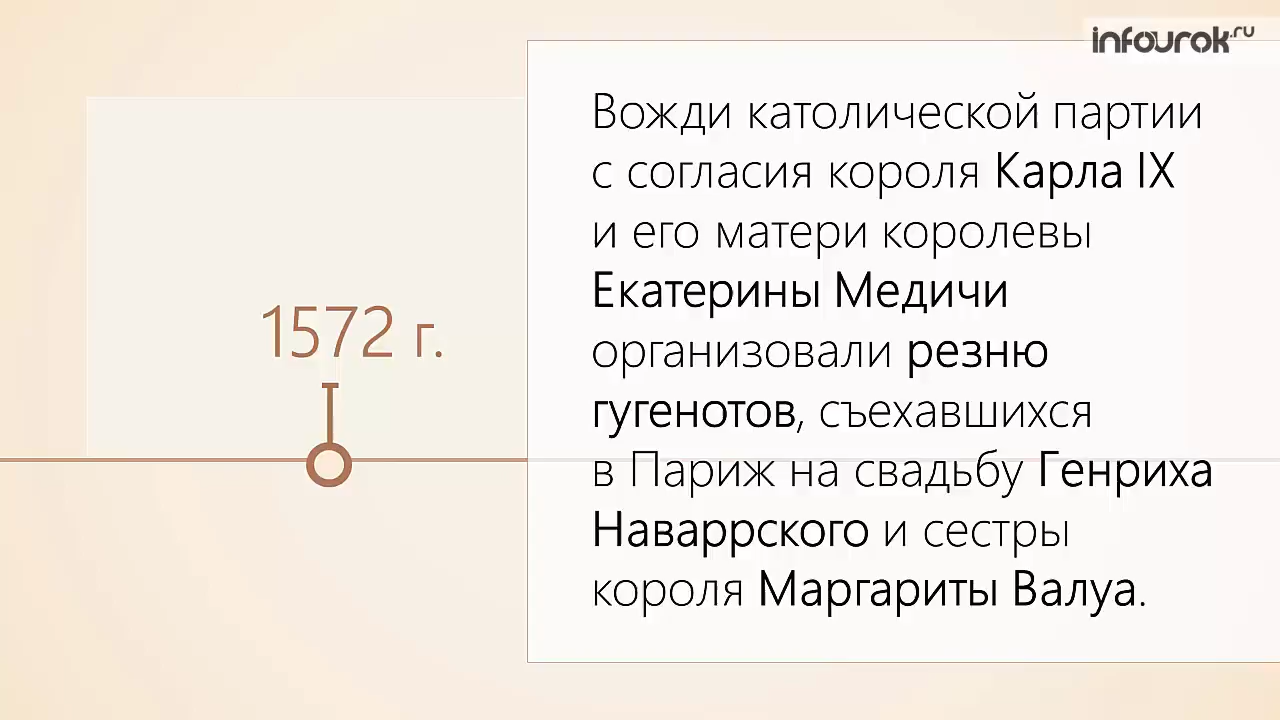 infourok.ru
Вожди католической партии
с согласия короля Карла IX
и его матери королевы
Екатерины Медичи
организовали резню
гугенотов, съехавшихся
в Париж на свадьбу Генриха
Наваррского и сестры
короля Маргариты Валуа.
1572 г.